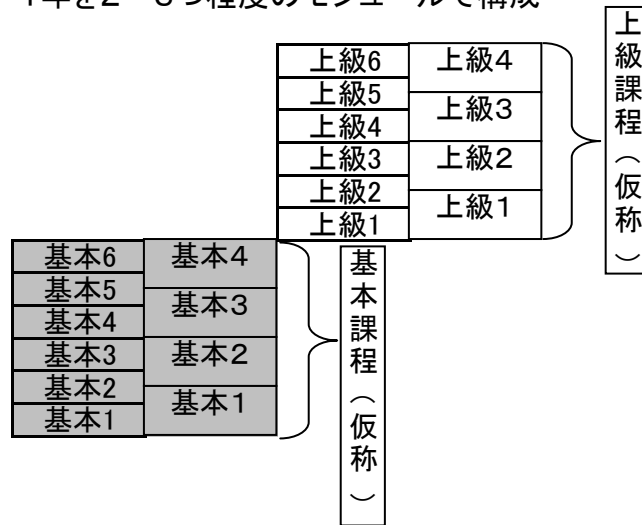 上級6
上級5
上級4
上級3
上級2
上級1
上級4
上級3
上級2
上級1
上級課程(仮称)
基本6
基本5
基本4
基本3
基本2
基本1
基本4
基本3
基本2
基本1
基本課程(仮称)